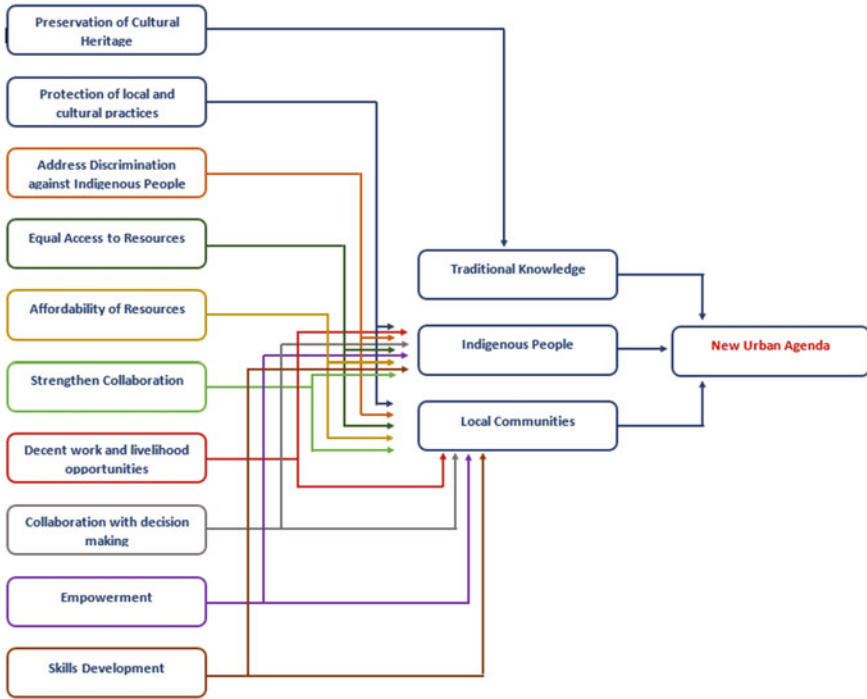 Preservation of Cultural
Heritage
Protection of local and
cultural practices
Address Discrimination
against Indigenous People
Equal Access to Resources
Affordability of Resources
Strengthen Collaboration
Decent work and livelihood
opportunities
Collaboration with decision
making
Empowerment
Skills Development
Traditional Knowledge
Indigenous People
Local Communities
New Urban Agenda